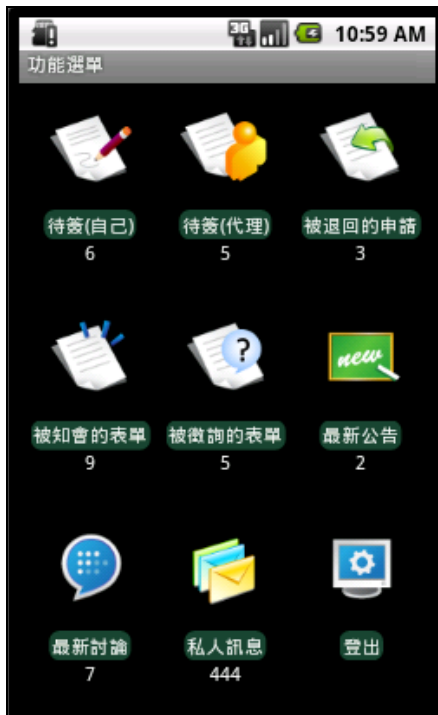 3G
10:59 AM
功能選單
待簽(自己)
6
待簽(代理)
5
被退回的申請
3
被知會的表單
9
被徵詢的表單
5
new
最新公告
2
?
最新討論
7
私人訊息
444
登出